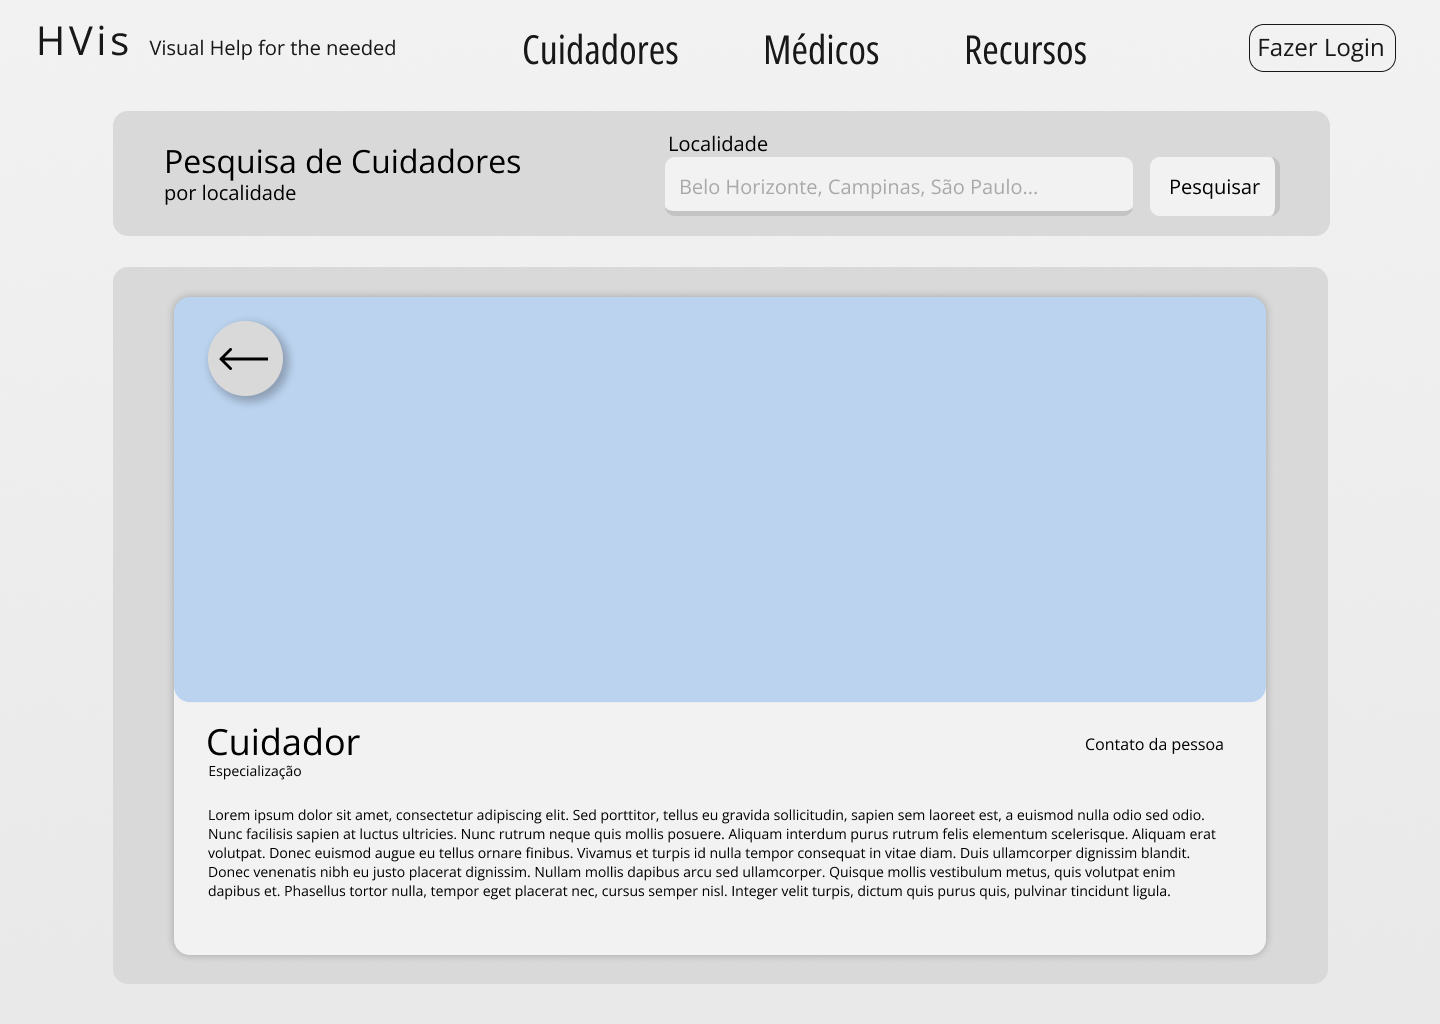 HVis Visual Help for the needed Cuidadores Médicos Recursos Fazer Login
Pesquisa de Cuidadores
por localidade
Localidade
Belo Horizonte, Campinas, São Paulo... Pesquisar
Cuidador
Especialização
Contato da pessoa
Lorem ipsum dolor sit amet, consectetur adipiscing elit. Sed porttitor, tellus eu gravida sollicitudin, sapien sem laoreet est, a euismod nulla odio sed odio.
Nunc facilisis sapien at luctus ultricies. Nunc rutrum neque quis mollis posuere. Aliquam interdum purus rutrum felis elementum scelerisque. Aliquam erat
volutpat. Donec euismod augue eu tellus ornare finibus. Vivamus et turpis id nulla tempor consequat in vitae diam. Duis ullamcorper dignissim blandit.
Donec venenatis nibh eu justo placerat dignissim. Nullam mollis dapibus arcu sed ullamcorper. Quisque mollis vestibulum metus, quis volutpat enim
dapibus et. Phasellus tortor nulla, tempor eget placerat nec, cursus semper nisl. Integer velit turpis, dictum quis purus quis, pulvinar tincidunt ligula.